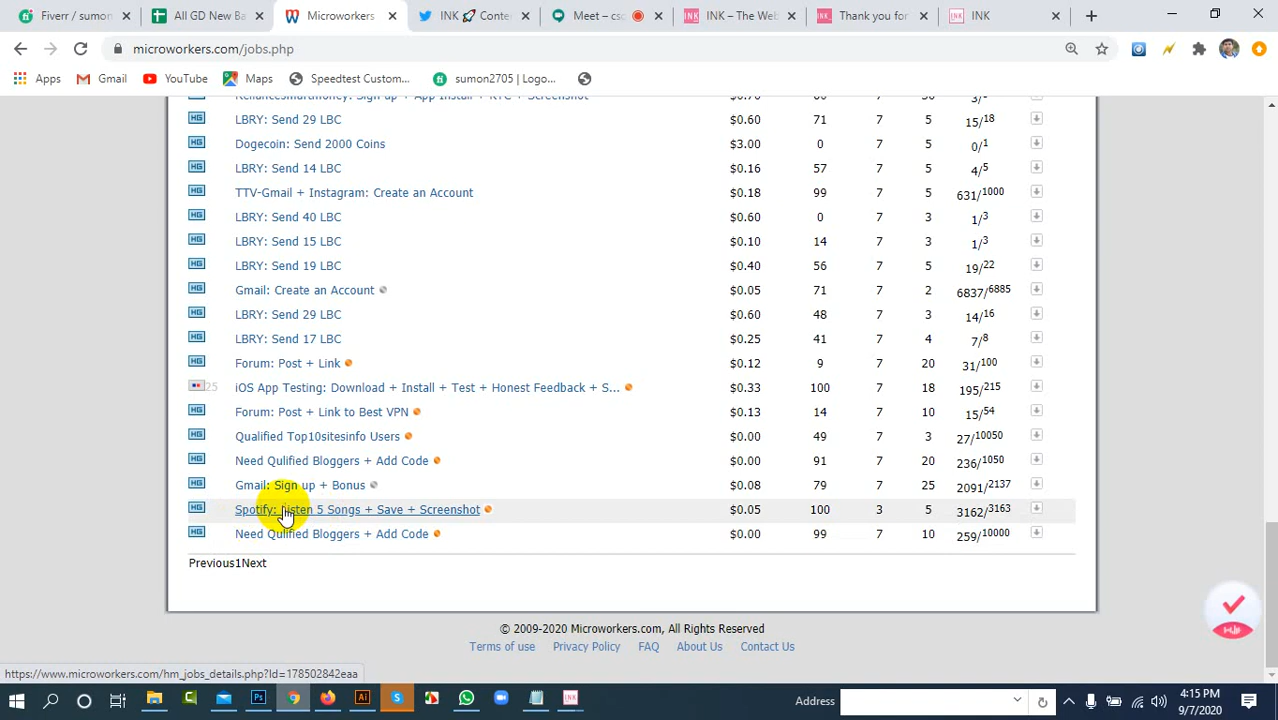 Fiverr / sumon
All GD New Ba
Microworkers
INK 🚀 Conte
Meet – csc
INK – The Web
Thank you for
INK
microworkers.com/jobs.php
Apps
Gmail
YouTube
Maps
Speedtest Custom...
sumon2705 | Logo...
LBRY: Send 29 LBC $0.60 71 7 5 15/18
Dogecoin: Send 2000 Coins $3.00 0 7 5 0/1
LBRY: Send 14 LBC $0.16 57 7 5 4/5
TTV-Gmail + Instagram: Create an Account $0.18 99 7 5 631/1000
LBRY: Send 40 LBC $0.60 0 7 3 1/3
LBRY: Send 15 LBC $0.10 14 7 3 1/3
LBRY: Send 19 LBC $0.40 56 7 5 19/22
Gmail: Create an Account $0.05 71 7 2 6837/6885
LBRY: Send 29 LBC $0.60 48 7 3 14/16
LBRY: Send 17 LBC $0.25 41 7 4 7/8
Forum: Post + Link $0.12 9 7 20 31/100
25 iOS App Testing: Download + Install + Test + Honest Feedback + S... $0.33 100 7 18 195/215
Forum: Post + Link to Best VPN $0.13 14 7 10 15/54
Qualified Top10sitesinfo Users $0.00 49 7 3 27/10050
Need Qulified Bloggers + Add Code $0.00 91 7 20 236/1050
Gmail: Sign up + Bonus $0.08 79 7 25 2091/2137
Spotify: Listen 5 Songs + Save + Screenshot $0.05 100 3 5 3162/3163
Need Qulified Bloggers + Add Code $0.00 99 7 10 259/10000
Previous1Next
© 2009-2020 Microworkers.com, All Rights Reserved
Terms of use Privacy Policy FAQ About Us Contact Us
https://www.microworkers.com/hm_jobs_details.php?Id=178502842eaa
Address
4:15 PM
9/7/2020